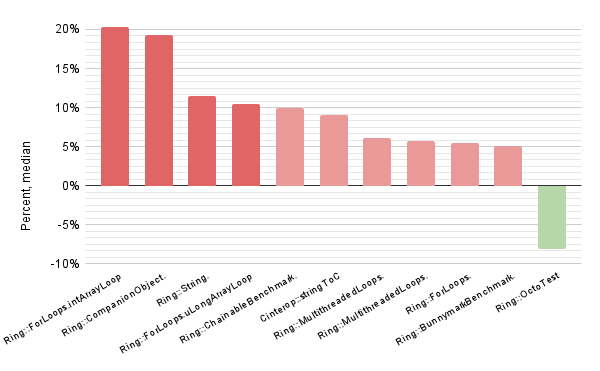 20%
15%
10%
5%
0%
-5%
-10%
Percent, median
Ring::ForLoops.intArrayLoop
Ring::CompanionObject.
Ring::String.
Ring::ForLoops.uLongArrayLoop
Ring::ChainableBenchmark.
Cinterop::stringToC
Ring::MultithreadedLoops.
Ring::MultithreadedLoops.
Ring::ForLoops.
Ring::BunnymarkBenchmark.
Ring::OctoTest